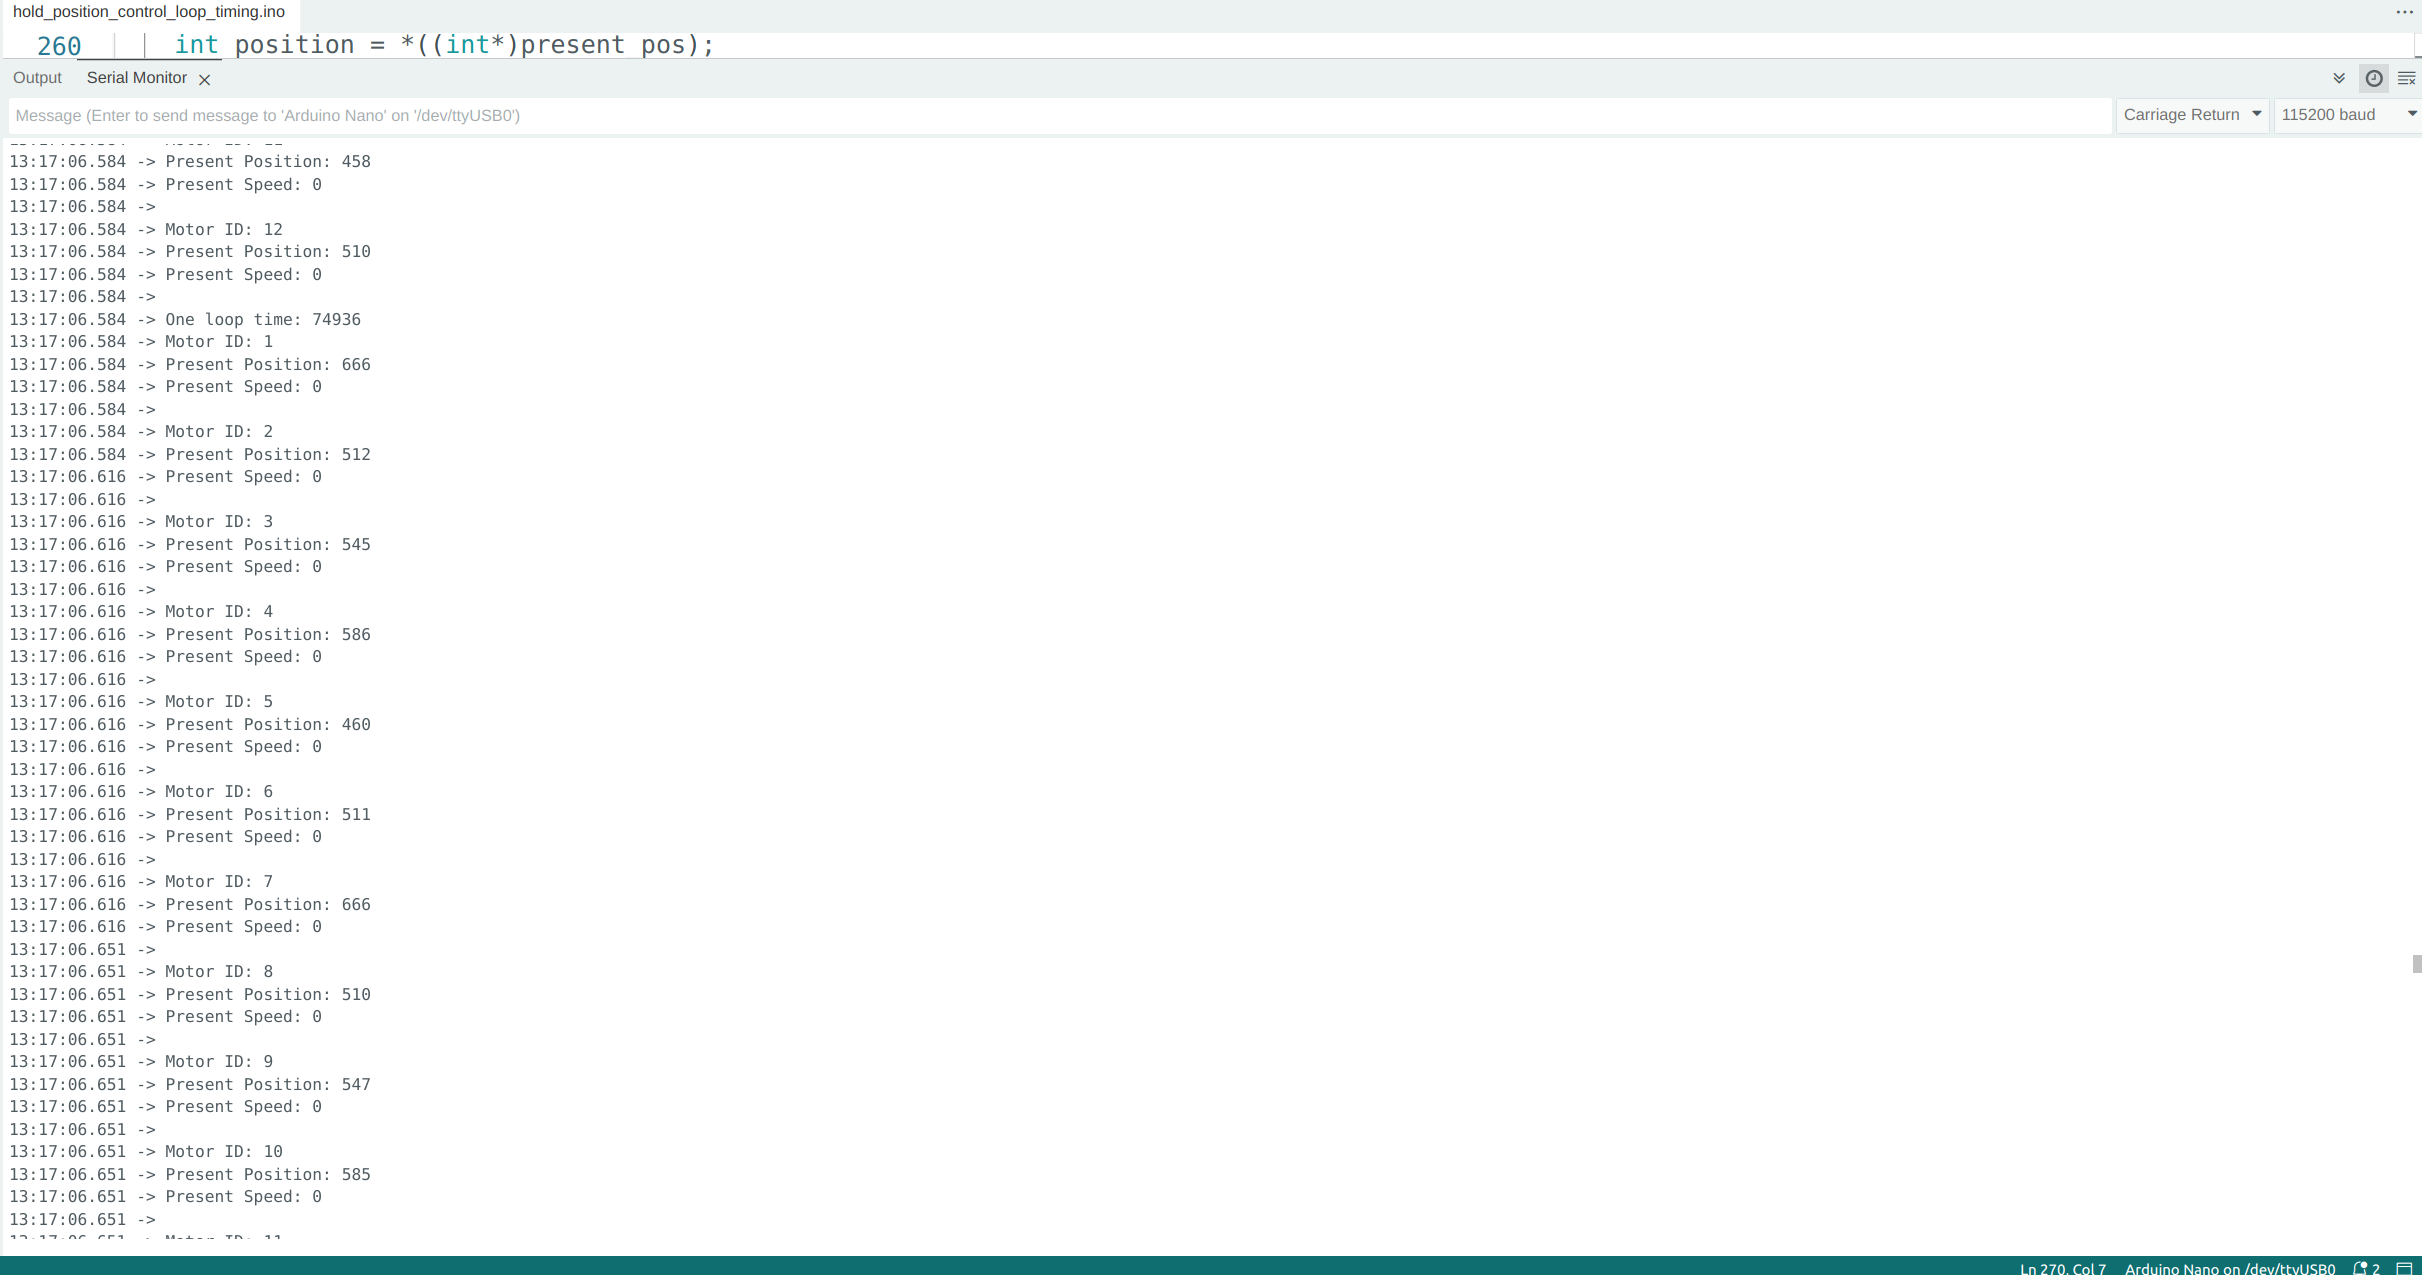 hold_position_control_loop_timing.ino
260 int position = *((int*)present_pos);
Output Serial Monitor
Message (Enter to send message to 'Arduino Nano' on '/dev/ttyUSB0') Carriage Return 115200 baud
13:17:06.584 -> Motor ID: 11
13:17:06.584 -> Present Position: 458
13:17:06.584 -> Present Speed: 0
13:17:06.584 ->
13:17:06.584 -> Motor ID: 12
13:17:06.584 -> Present Position: 510
13:17:06.584 -> Present Speed: 0
13:17:06.584 ->
13:17:06.584 -> One loop time: 74936
13:17:06.584 -> Motor ID: 1
13:17:06.584 -> Present Position: 666
13:17:06.584 -> Present Speed: 0
13:17:06.584 ->
13:17:06.584 -> Motor ID: 2
13:17:06.584 -> Present Position: 512
13:17:06.616 -> Present Speed: 0
13:17:06.616 ->
13:17:06.616 -> Motor ID: 3
13:17:06.616 -> Present Position: 545
13:17:06.616 -> Present Speed: 0
13:17:06.616 ->
13:17:06.616 -> Motor ID: 4
13:17:06.616 -> Present Position: 586
13:17:06.616 -> Present Speed: 0
13:17:06.616 ->
13:17:06.616 -> Motor ID: 5
13:17:06.616 -> Present Position: 460
13:17:06.616 -> Present Speed: 0
13:17:06.616 ->
13:17:06.616 -> Motor ID: 6
13:17:06.616 -> Present Position: 511
13:17:06.616 -> Present Speed: 0
13:17:06.616 ->
13:17:06.616 -> Motor ID: 7
13:17:06.616 -> Present Position: 666
13:17:06.616 -> Present Speed: 0
13:17:06.651 ->
13:17:06.651 -> Motor ID: 8
13:17:06.651 -> Present Position: 510
13:17:06.651 -> Present Speed: 0
13:17:06.651 ->
13:17:06.651 -> Motor ID: 9
13:17:06.651 -> Present Position: 547
13:17:06.651 -> Present Speed: 0
13:17:06.651 ->
13:17:06.651 -> Motor ID: 10
13:17:06.651 -> Present Position: 585
13:17:06.651 -> Present Speed: 0
13:17:06.651 ->
13:17:06.651 -> Motor ID: 11
Ln 270, Col 7 Arduino Nano on /dev/ttyUSB0 2